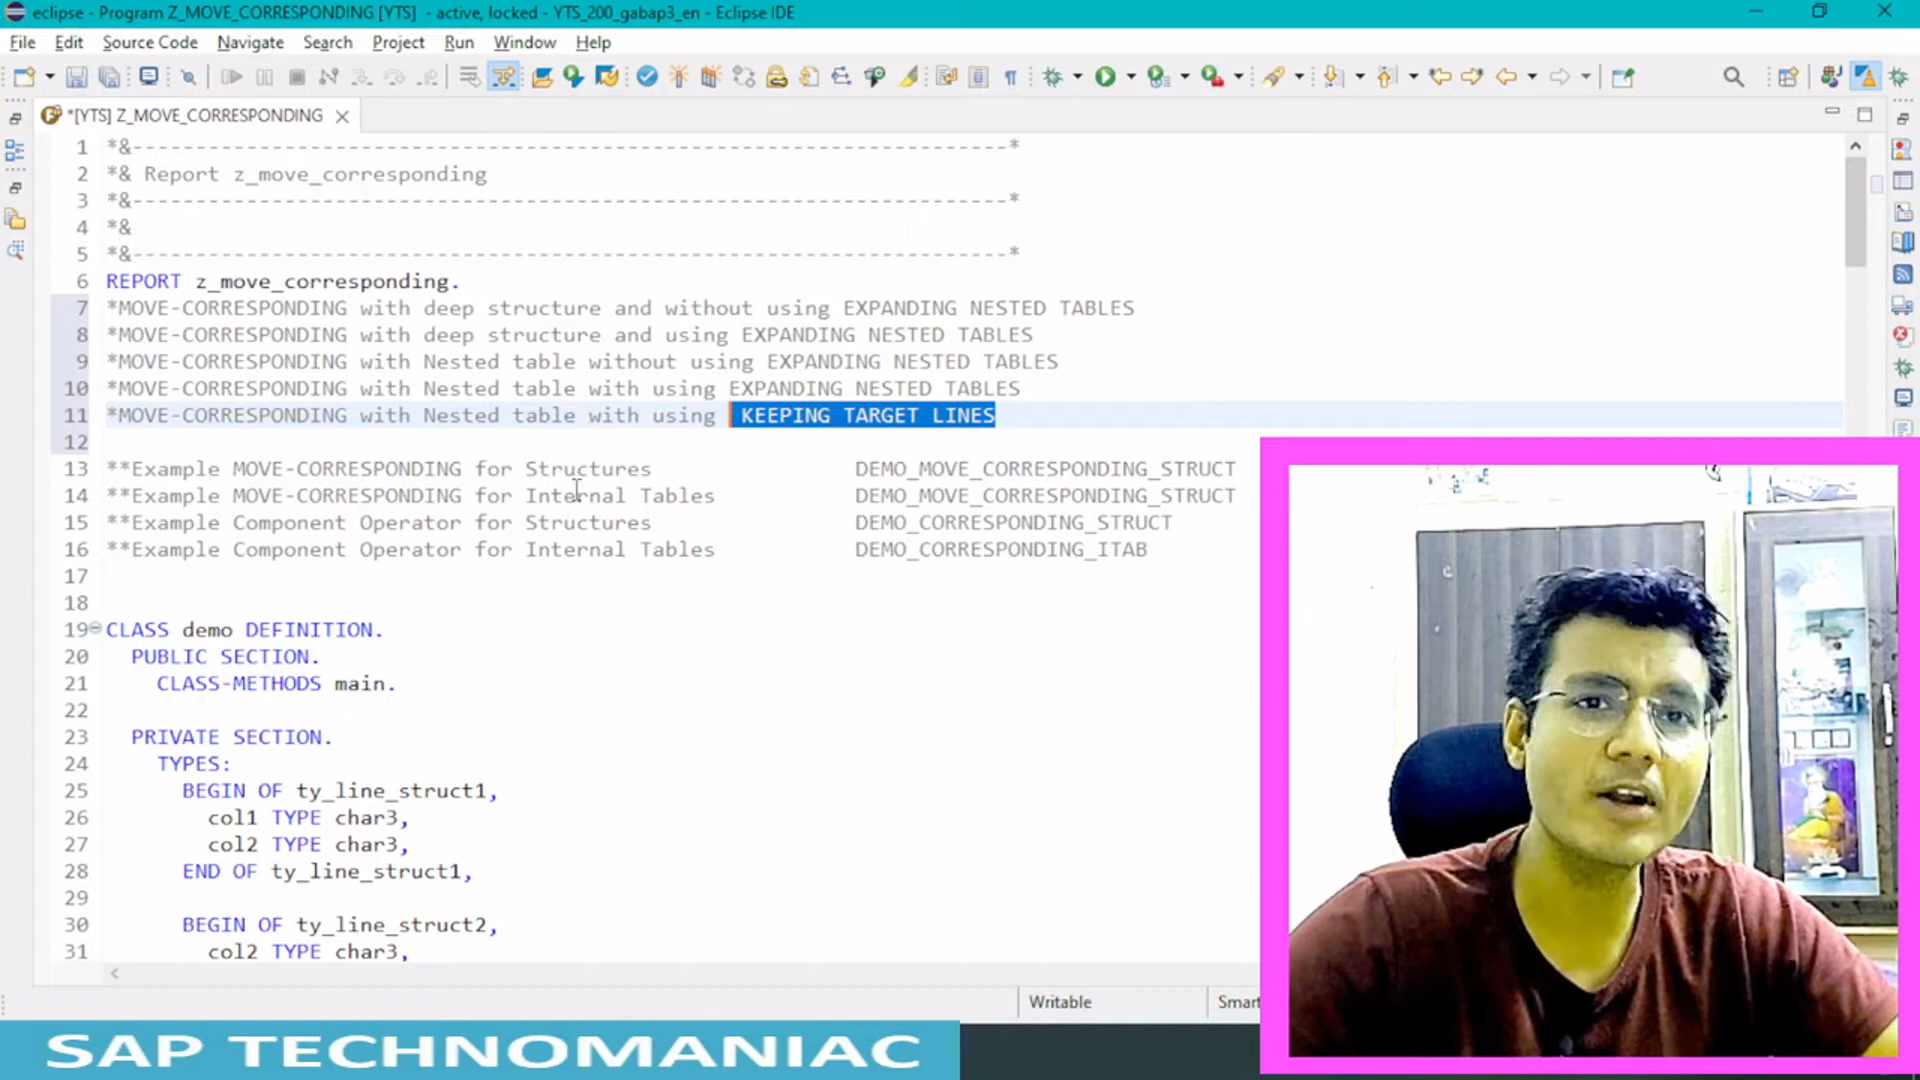 eclipse - Program Z_MOVE_CORRESPONDING [YTS] - active, locked - YTS_200_gabap3_en - Eclipse IDE
File Edit Source Code Navigate Search Project Run Window Help
*[YTS] Z_MOVE_CORRESPONDING
1 *&---------------------------------------------------------------------*
2 *& Report z_move_corresponding
3 *&---------------------------------------------------------------------*
4 *&
5 *&---------------------------------------------------------------------*
6 REPORT z_move_corresponding.
7 *MOVE-CORRESPONDING with deep structure and without using EXPANDING NESTED TABLES
8 *MOVE-CORRESPONDING with deep structure and using EXPANDING NESTED TABLES
9 *MOVE-CORRESPONDING with Nested table without using EXPANDING NESTED TABLES
10 *MOVE-CORRESPONDING with Nested table with using EXPANDING NESTED TABLES
11 *MOVE-CORRESPONDING with Nested table with using KEEPING TARGET LINES
12
13 **Example MOVE-CORRESPONDING for Structures DEMO_MOVE_CORRESPONDING_STRUCT
14 **Example MOVE-CORRESPONDING for Internal Tables DEMO_MOVE_CORRESPONDING_STRUCT
15 **Example Component Operator for Structures DEMO_CORRESPONDING_STRUCT
16 **Example Component Operator for Internal Tables DEMO_CORRESPONDING_ITAB
17
18
19 CLASS demo DEFINITION.
20 PUBLIC SECTION.
21 CLASS-METHODS main.
22
23 PRIVATE SECTION.
24 TYPES:
25 BEGIN OF ty_line_struct1,
26 col1 TYPE char3,
27 col2 TYPE char3,
28 END OF ty_line_struct1,
29
30 BEGIN OF ty_line_struct2,
31 col2 TYPE char3,
Writable Smart
SAP TECHNOMANIAC